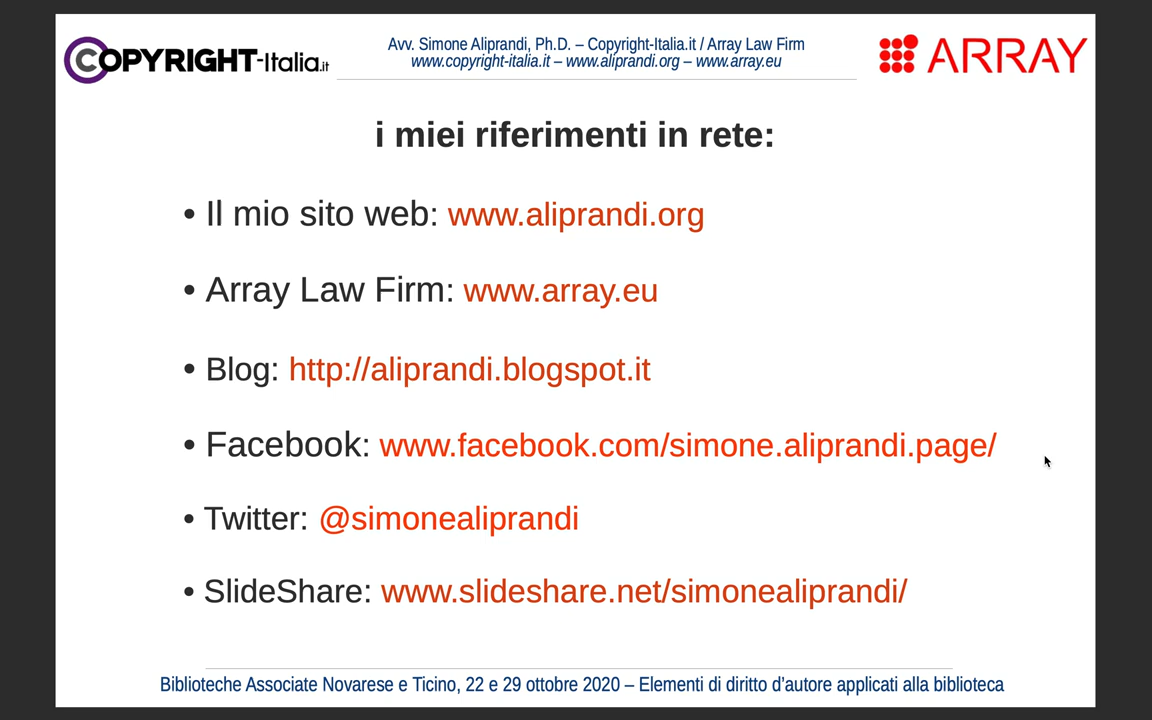 COPYRIGHT-Italia.it
Avv. Simone Aliprandi, Ph.D. – Copyright-Italia.it / Array Law Firm
www.copyright-italia.it – www.aliprandi.org – www.array.eu
ARRAY
i miei riferimenti in rete:
• Il mio sito web: www.aliprandi.org
• Array Law Firm: www.array.eu
• Blog: http://aliprandi.blogspot.it
• Facebook: www.facebook.com/simone.aliprandi.page/
• Twitter: @simonealiprandi
• SlideShare: www.slideshare.net/simonealiprandi/
Biblioteche Associate Novarese e Ticino, 22 e 29 ottobre 2020 – Elementi di diritto d'autore applicati alla biblioteca